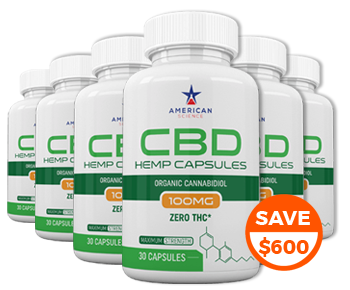 AMERICAN
SCIENCE
CBD
HEMP CAPSULES
ORGANIC CANNABIDIOL
100MG
ZERO THC*
MAXIMUM STRENGTH
30 CAPSULES
SAVE
$600